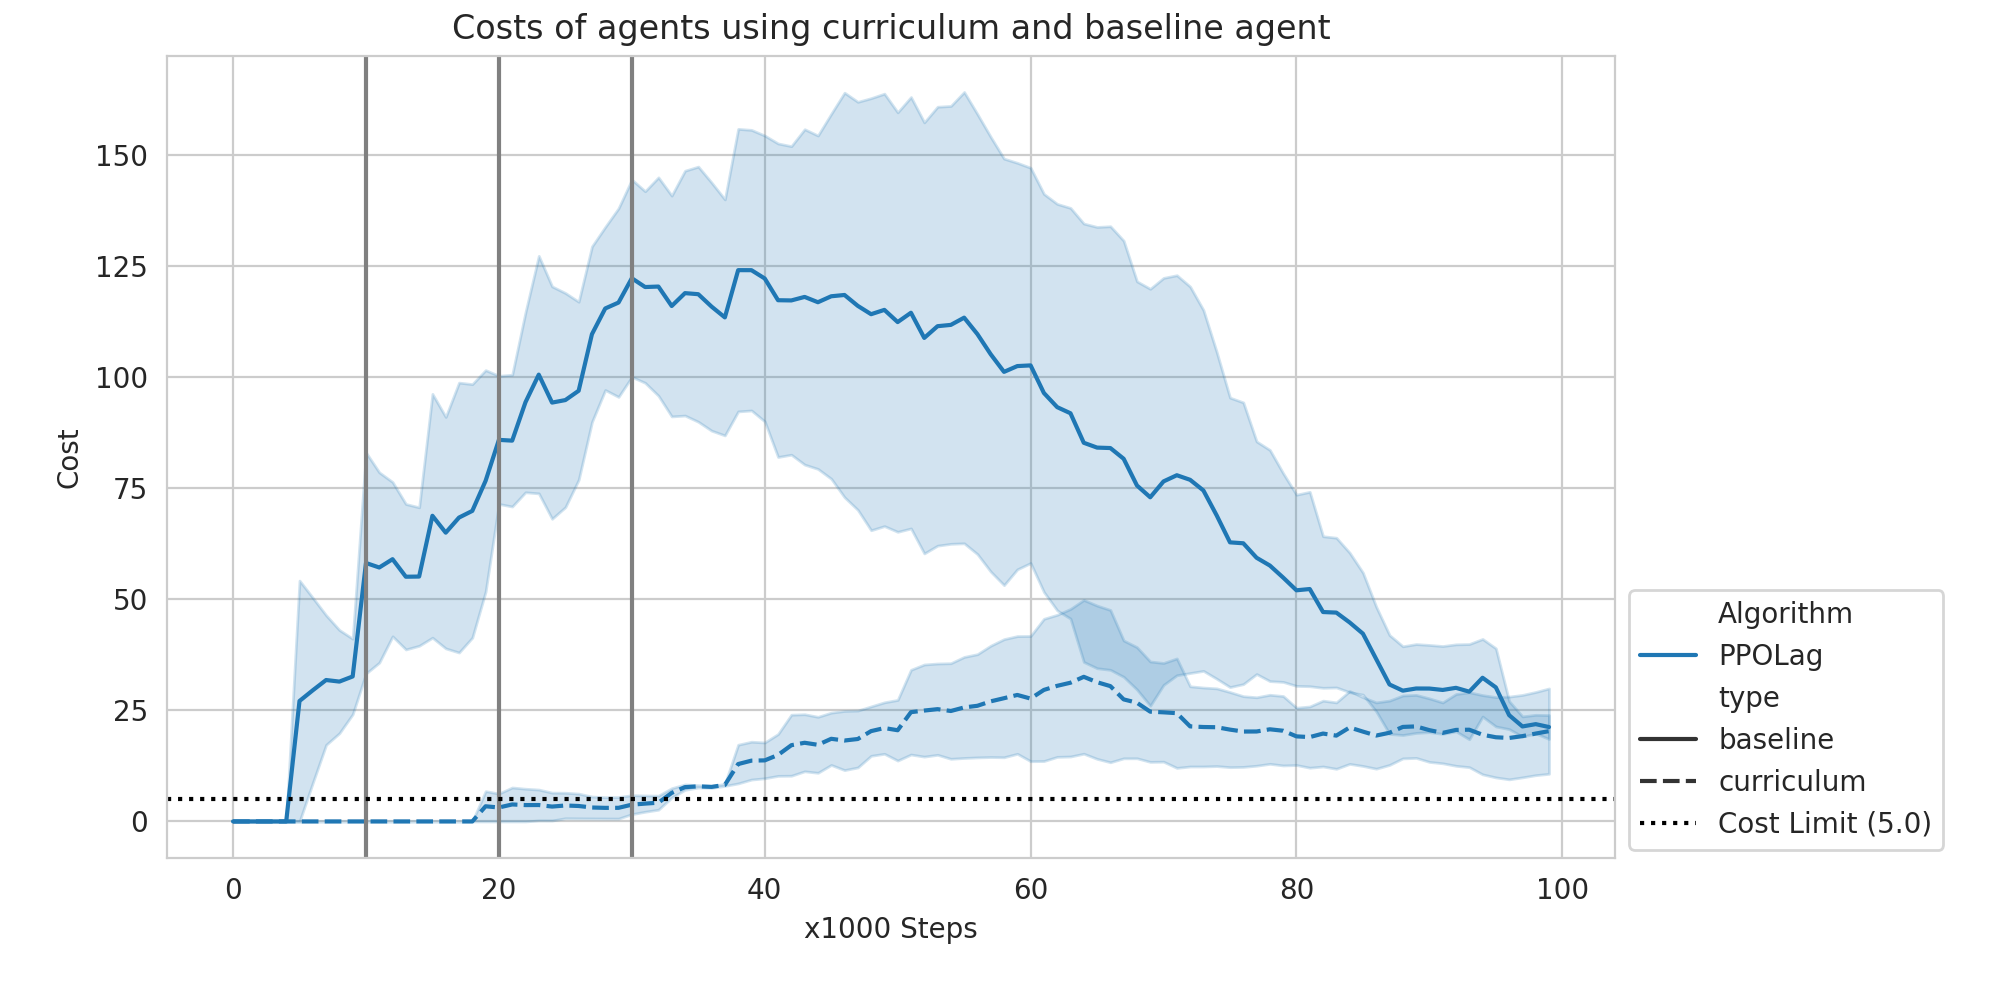 Costs of agents using curriculum and baseline agent
150
125
100
75
50
25
0
Cost
0 20 40 60 80 100
x1000 Steps
Algorithm
PPOLag
type
baseline
curriculum
Cost Limit (5.0)